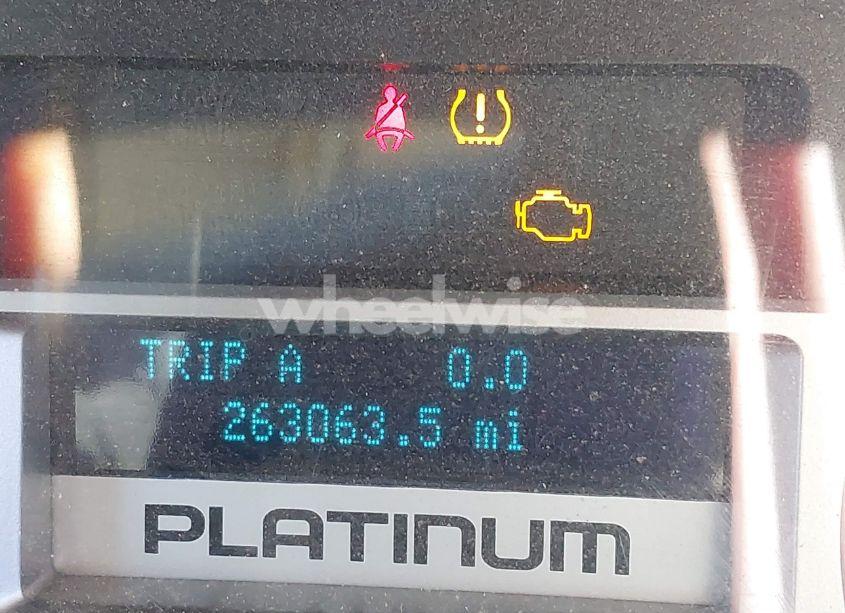 wheelwise
TRIP A 0.0
263063.5 mi
PLATINUM